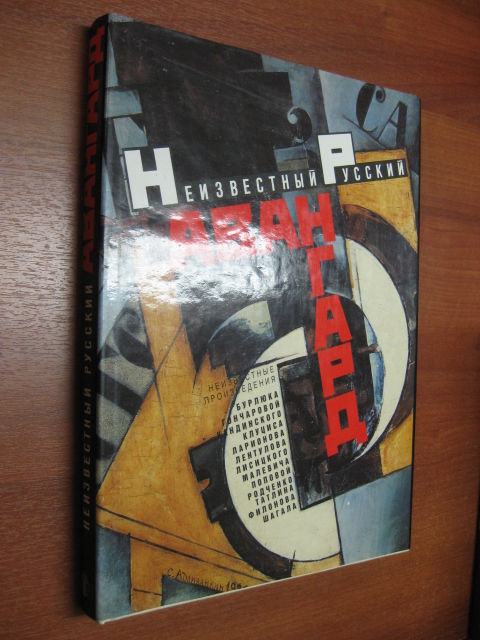 НЕИЗВЕСТНЫЙ РУССКИЙ АВАНГАРД
СА
НЕИЗВЕСТНЫЙ РУССКИЙ
АВАНГАРД
НЕИЗВЕСТНЫЕ
ПРОИЗВЕДЕНИЯ
БУРЛЮКА
ГОНЧАРОВОЙ
КАНДИНСКОГО
КЛУЦИСА
ЛАРИОНОВА
ЛЕНТУЛОВА
ЛИСИЦКОГО
МАЛЕВИЧА
ПОПОВОЙ
РОДЧЕНКО
ТАТЛИНА
ФИЛОНОВА
ШАГАЛА